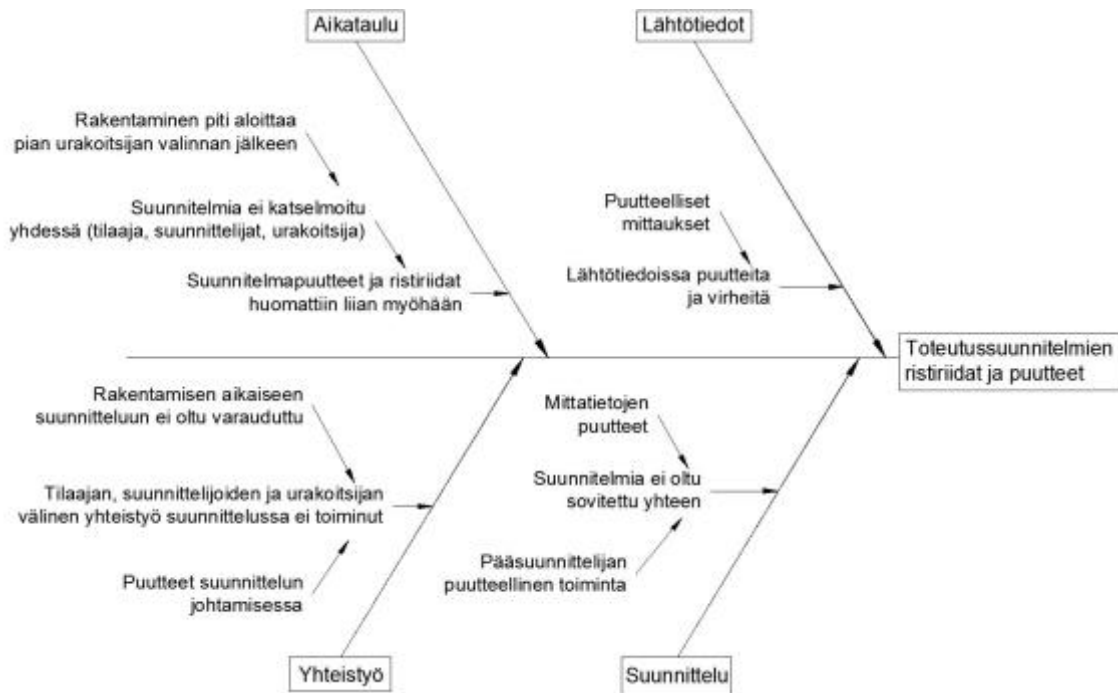 Aikataulu
Lähtötiedot
Rakentaminen piti aloittaa
pian urakoitsijan valinnan jälkeen
Suunnitelmia ei katselmoitu
yhdessä (tilaaja, suunnittelijat, urakoitsija)
Suunnitelmapuutteet ja ristiriidat
huomattiin liian myöhään
Puutteelliset
mittaukset
Lähtötiedoissa puutteita
ja virheitä
Toteutussuunnitelmien
ristiriidat ja puutteet
Rakentamisen aikaiseen
suunnitteluun ei oltu varauduttu
Tilaajan, suunnittelijoiden ja urakoitsijan
välinen yhteistyö suunnittelussa ei toiminut
Puutteet suunnittelun
johtamisessa
Mittatietojen
puutteet
Suunnitelmia ei oltu
sovitettu yhteen
Pääsuunnittelijan
puutteellinen toiminta
Yhteistyö
Suunnittelu